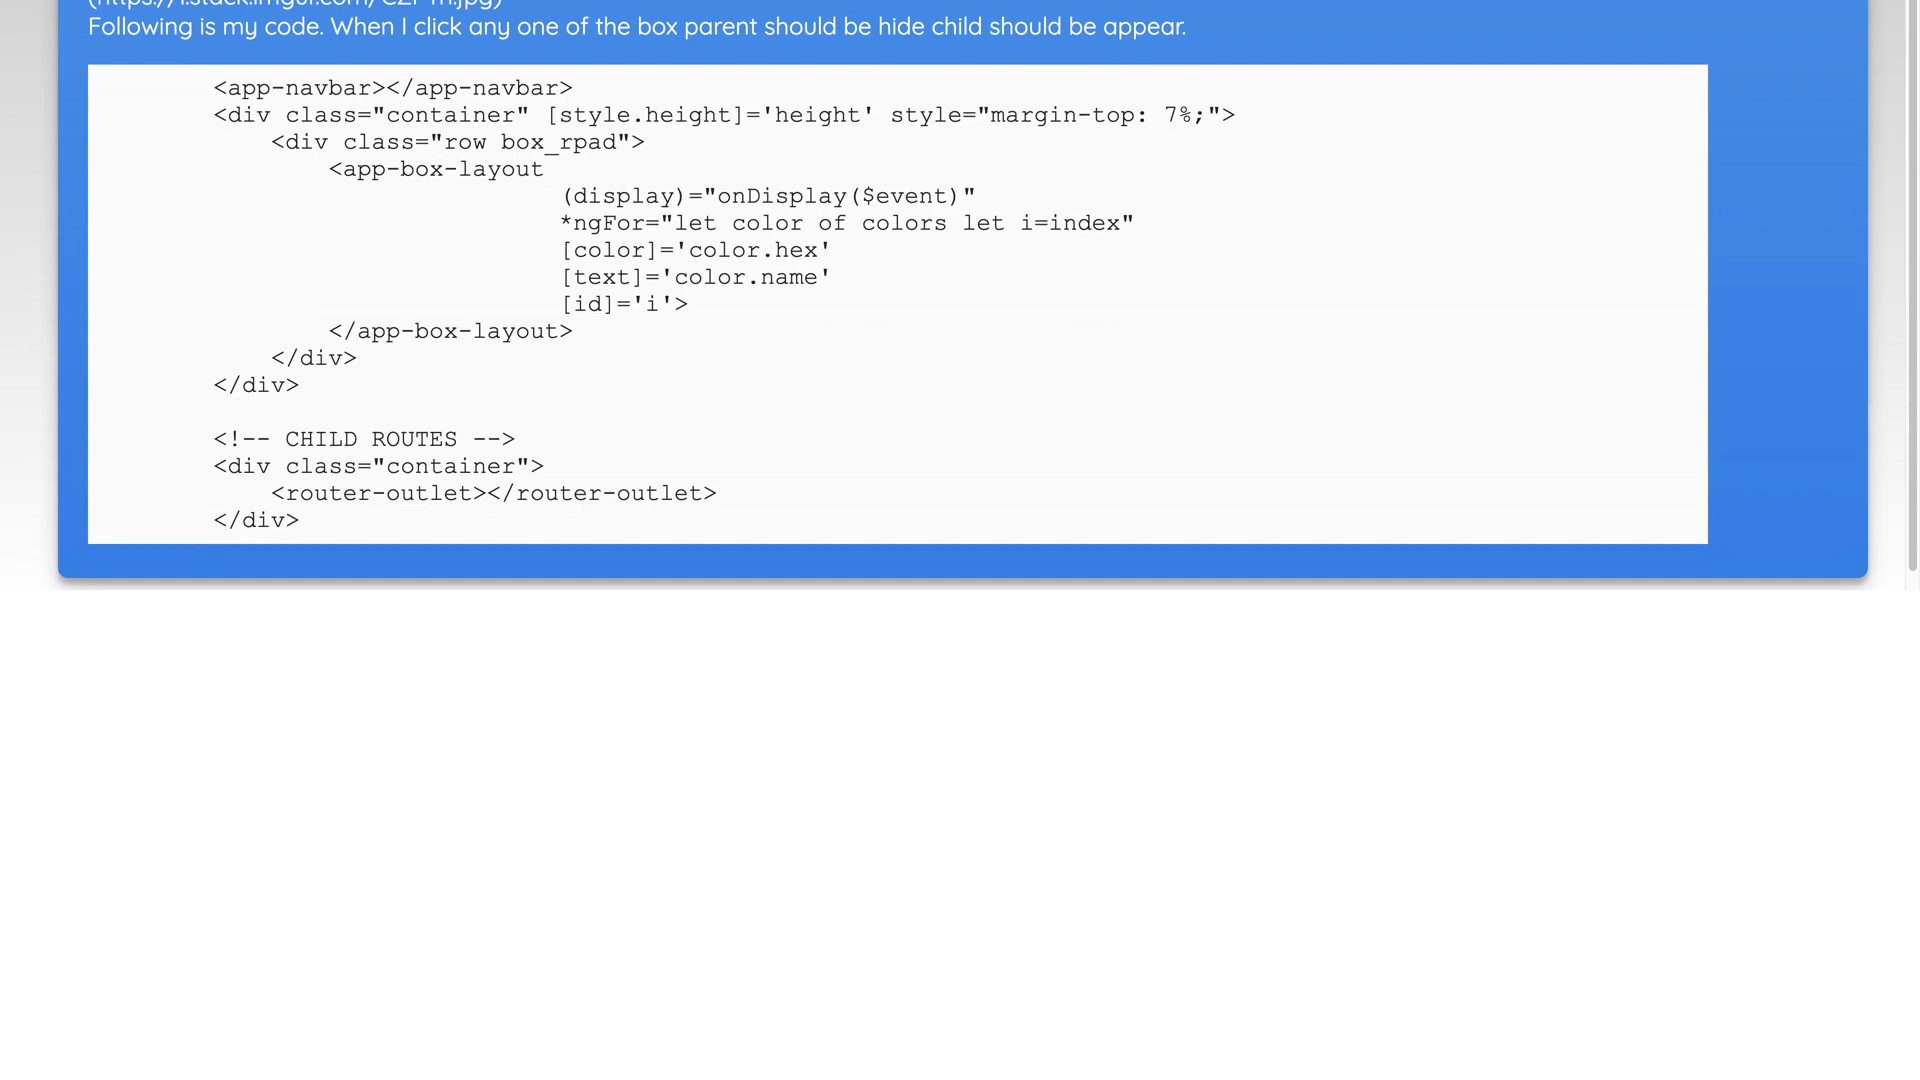 Following is my code. When I click any one of the box parent should be hide child should be appear.
<app-navbar></app-navbar>
<div class="container" [style.height]='height' style="margin-top: 7%;">
<div class="row box_rpad">
<app-box-layout
(display)="onDisplay($event)"
*ngFor="let color of colors let i=index"
[color]='color.hex'
[text]='color.name'
[id]='i'>
</app-box-layout>
</div>
</div>
<!-- CHILD ROUTES -->
<div class="container">
<router-outlet></router-outlet>
</div>